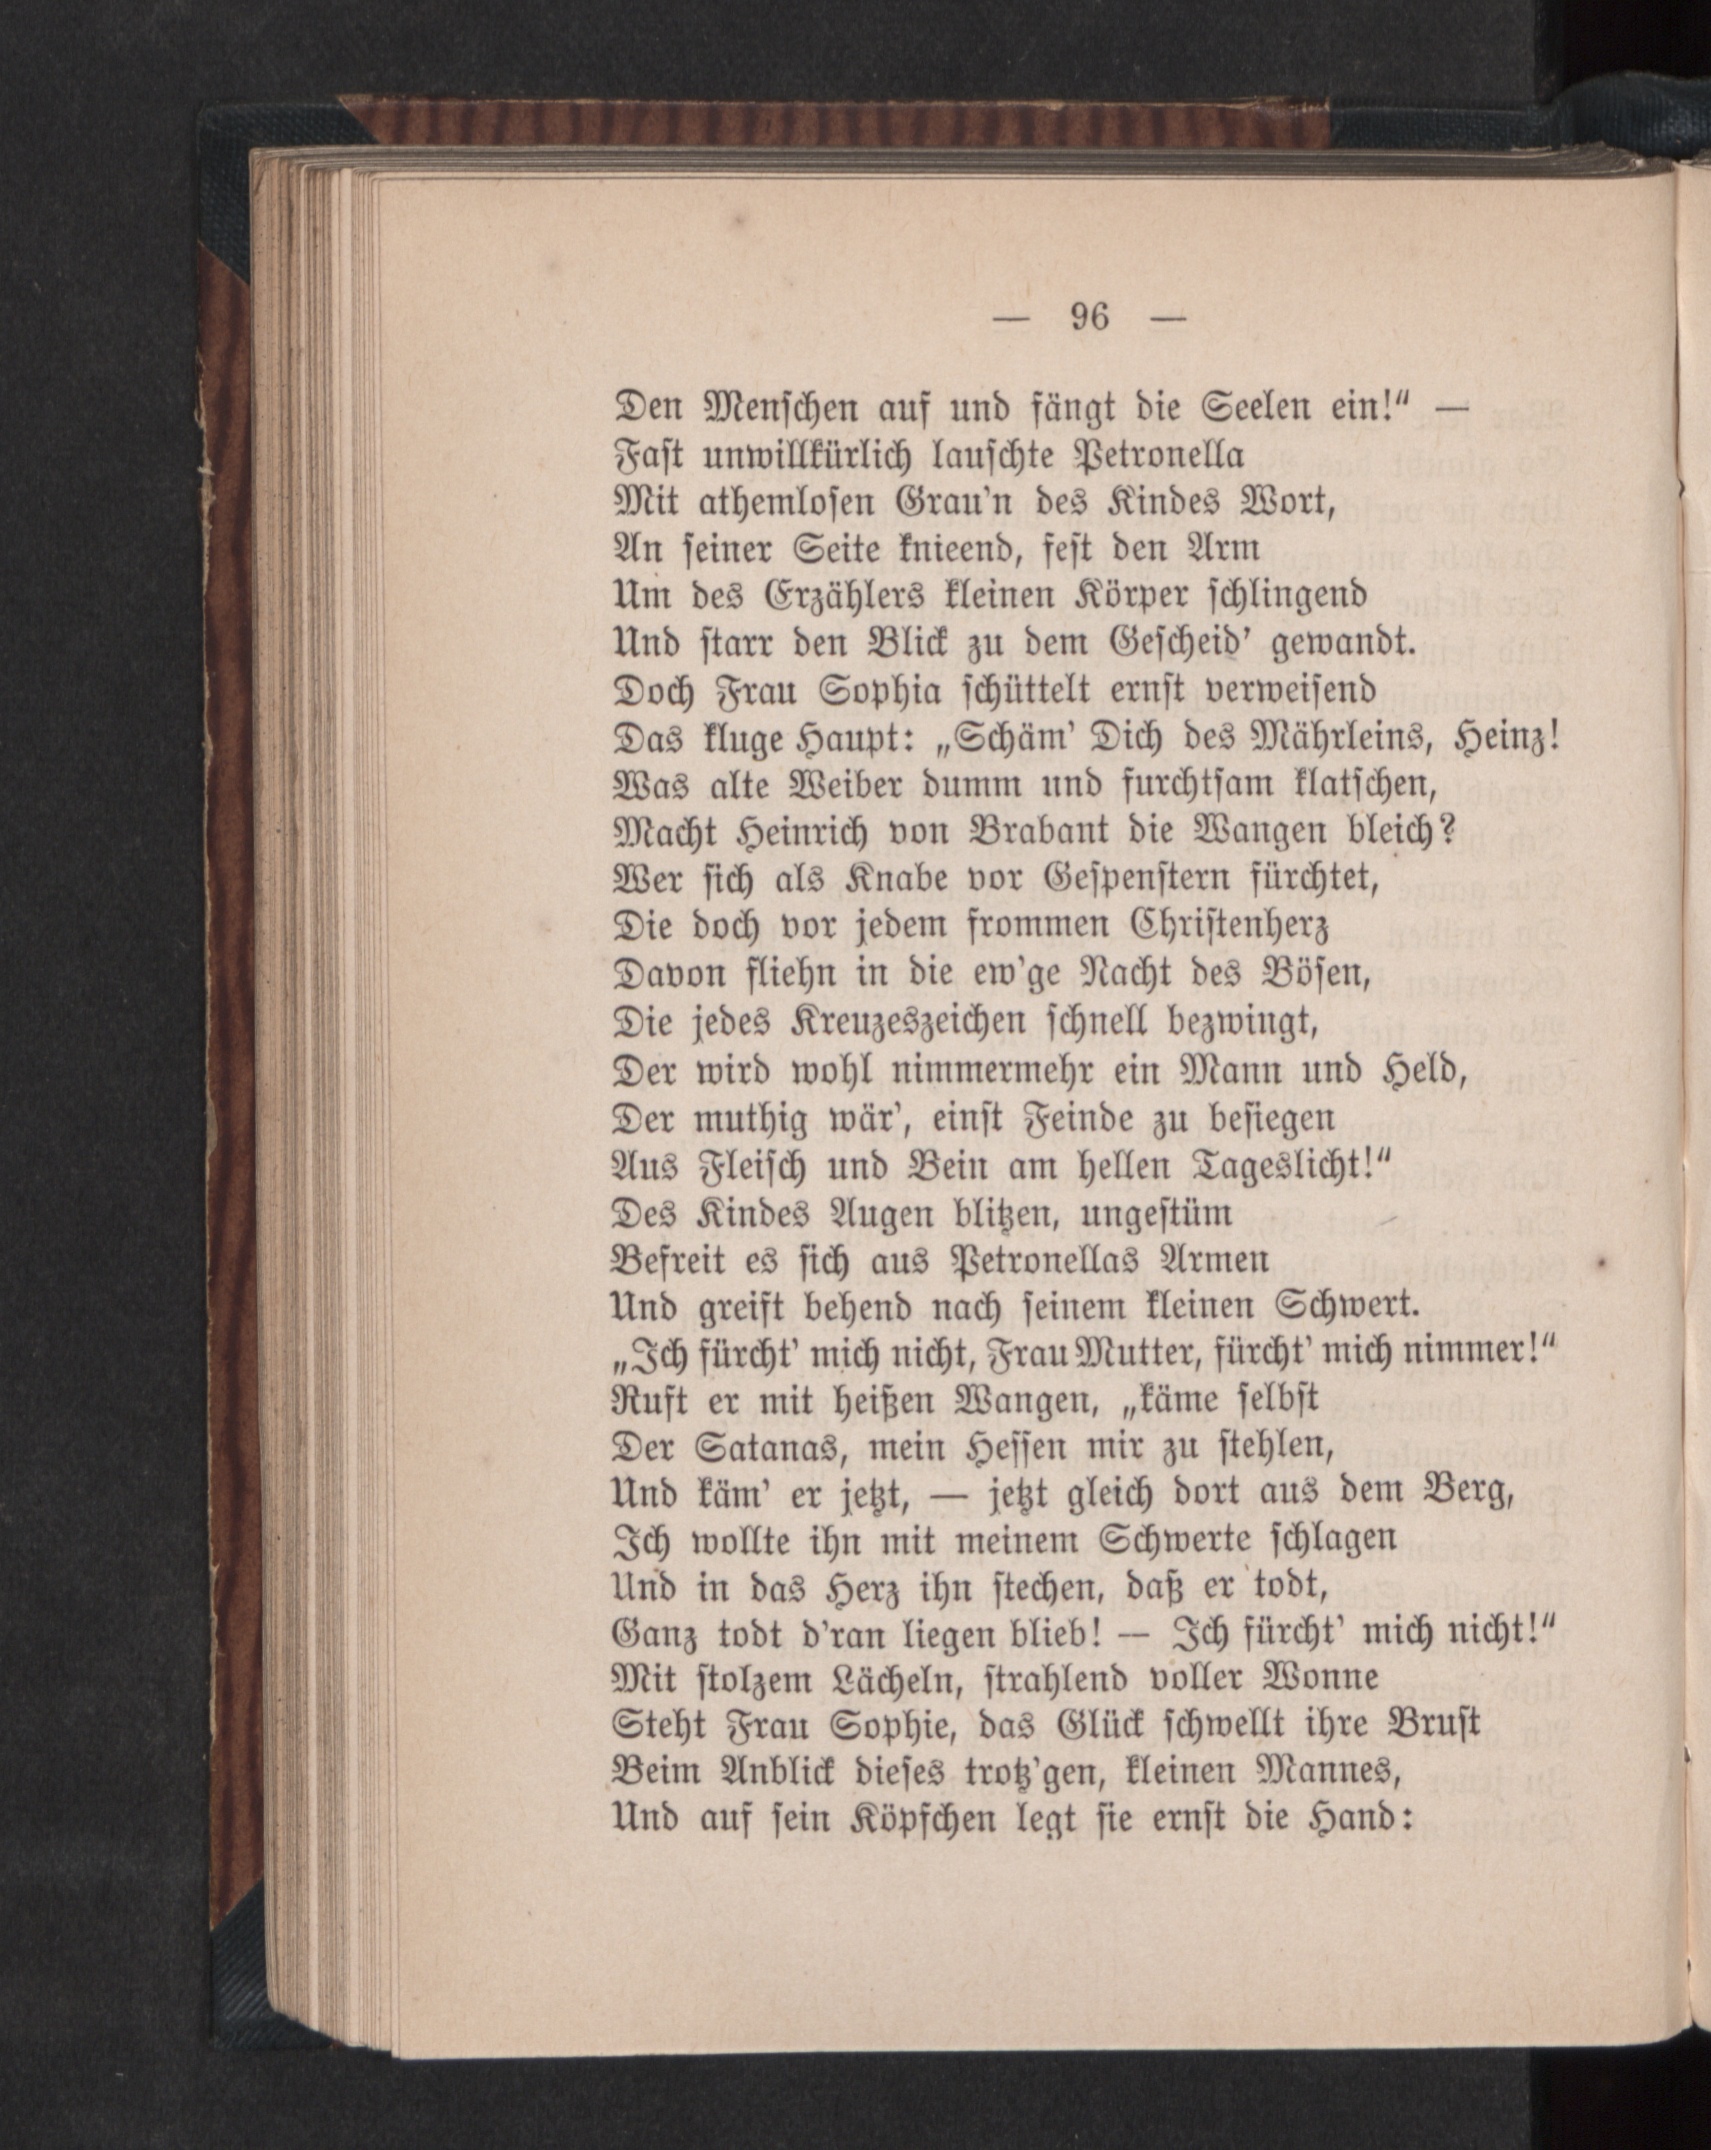 — 96 —
Den Menschen auf und fängt die Seelen ein!“ —
Fast unwillkürlich lauschte Petronella
Mit athemlosen Grau'n des Kindes Wort,
An seiner Seite knieend, fest den Arm
Um des Erzählers kleinen Körper schlingend
Und starr den Blick zu dem Gescheid' gewandt.
Doch Frau Sophia schüttelt ernst verweisend
Das kluge Haupt: „Schäm' Dich des Mährleins, Heinz!
Was alte Weiber dumm und furchtsam klatschen,
Macht Heinrich von Brabant die Wangen bleich?
Wer sich als Knabe vor Gespenstern fürchtet,
Die doch vor jedem frommen Christenherz
Davon fliehn in die ew'ge Nacht des Bösen,
Die jedes Kreuzeszeichen schnell bezwingt,
Der wird wohl nimmermehr ein Mann und Held,
Der muthig wär', einst Feinde zu besiegen
Aus Fleisch und Bein am hellen Tageslicht!“
Des Kindes Augen blitzen, ungestüm
Befreit es sich aus Petronellas Armen
Und greift behend nach seinem kleinen Schwert.
„Ich fürcht' mich nicht, Frau Mutter, fürcht' mich nimmer!“
Ruft er mit heißen Wangen, „käme selbst
Der Satanas, mein Hessen mir zu stehlen,
Und käm' er jetzt, — jetzt gleich dort aus dem Berg,
Ich wollte ihn mit meinem Schwerte schlagen
Und in das Herz ihn stechen, daß er todt,
Ganz todt d'ran liegen blieb! — Ich fürcht' mich nicht!“
Mit stolzem Lächeln, strahlend voller Wonne
Steht Frau Sophie, das Glück schwellt ihre Brust
Beim Anblick dieses trotz'gen, kleinen Mannes,
Und auf sein Köpfchen legt sie ernst die Hand: